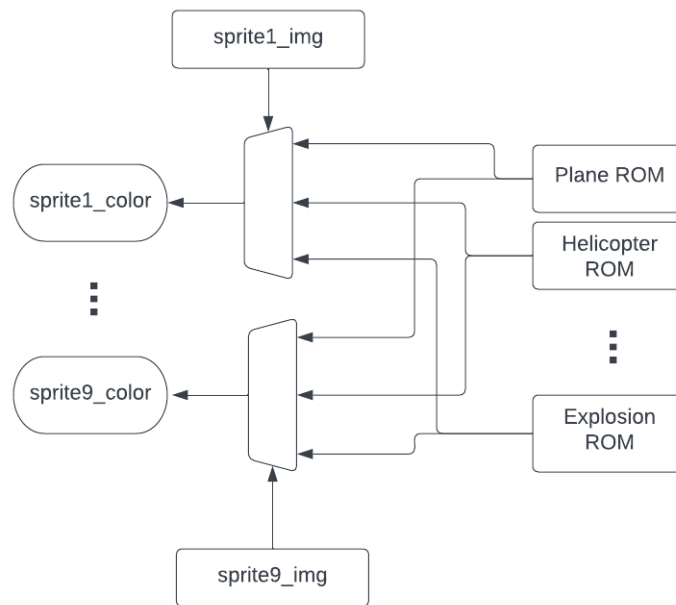 sprite1_img
Plane ROM
sprite1_color
Helicopter
ROM
sprite9_color
Explosion
ROM
sprite9_img